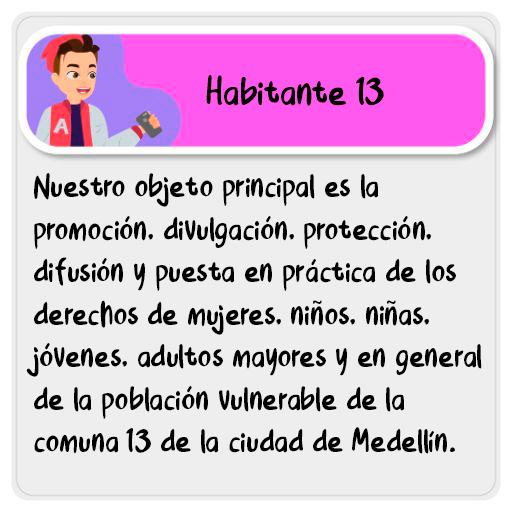 Habitante 13
A
Nuestro objeto principal es la
promoción, divulgación, protección,
difusión y puesta en práctica de los
derechos de mujeres, niños, niñas,
jóvenes, adultos mayores y en general
de la población vulnerable de la
comuna 13 de la ciudad de Medellín.